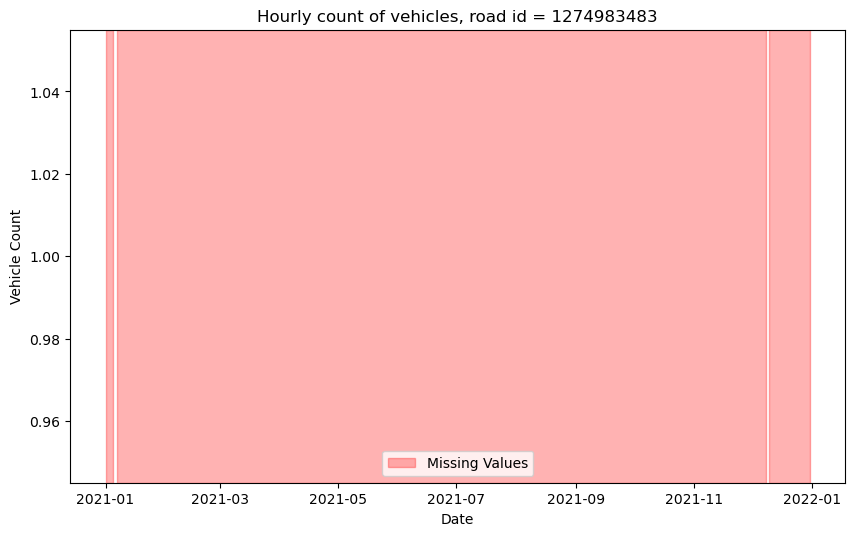 Hourly count of vehicles, road id = 1274983483
1.04
1.02
1.00
0.98
0.96
Vehicle Count
Missing Values
2021-01 2021-03 2021-05 2021-07 2021-09 2021-11 2022-01
Date